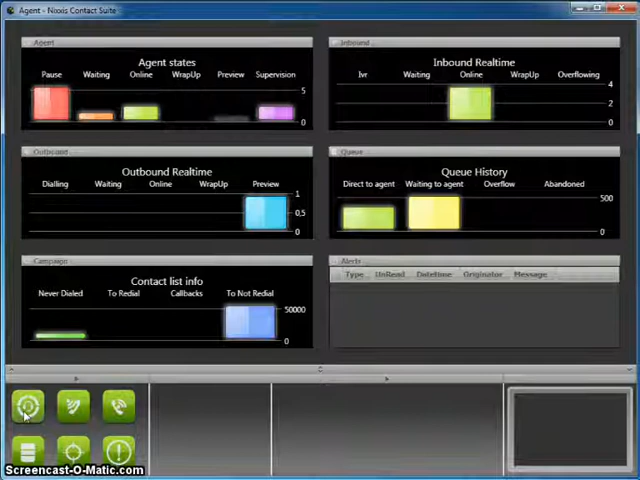 Agent - Nixxis Contact Suite
Agent
Agent states
Pause Waiting Online WrapUp Preview Supervision
5
0
Inbound
Inbound Realtime
Ivr Waiting Online WrapUp Overflowing
4
2
0
Outbound
Outbound Realtime
Dialling Waiting Online WrapUp Preview
1
0,5
0
Queue
Queue History
Direct to agent Waiting to agent Overflow Abandoned
500
0
Campaign
Contact list info
Never Dialed To Redial Callbacks To Not Redial
50000
0
Alerts
Type UnRead Datetime Originator Message
Screencast-O-Matic.com